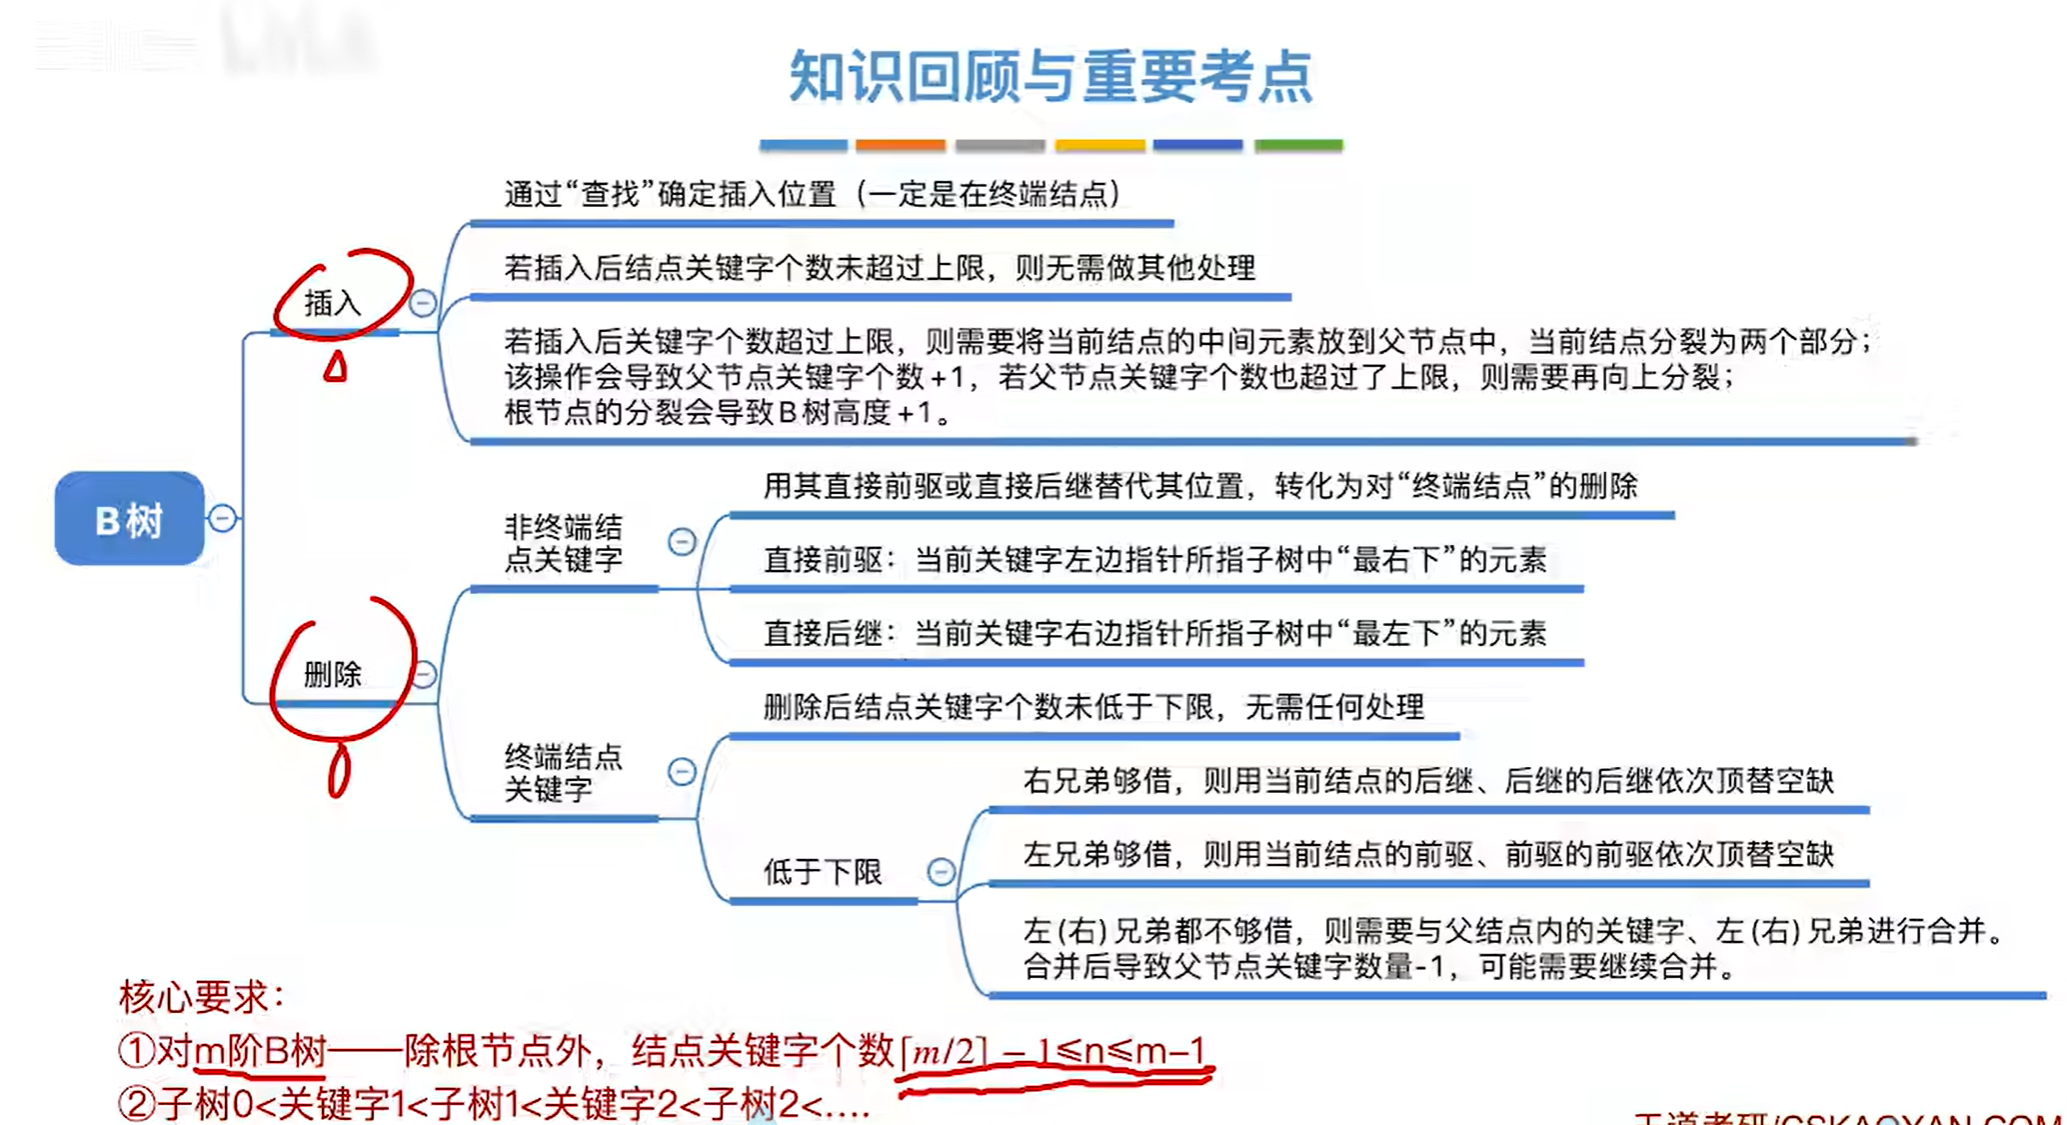 知识回顾与重要考点
通过“查找”确定插入位置（一定是在终端结点）
若插入后结点关键字个数未超过上限，则无需做其他处理
插入
若插入后关键字个数超过上限，则需要将当前结点的中间元素放到父节点中，当前结点分裂为两个部分；
该操作会导致父节点关键字个数+1，若父节点关键字个数也超过了上限，则需要再向上分裂；
根节点的分裂会导致B树高度+1。
B树
用其直接前驱或直接后继替代其位置，转化为对“终端结点”的删除
非终端结
点关键字
直接前驱：当前关键字左边指针所指子树中“最右下”的元素
直接后继：当前关键字右边指针所指子树中“最左下”的元素
删除
删除后结点关键字个数未低于下限，无需任何处理
终端结点
关键字
右兄弟够借，则用当前结点的后继、后继的后继依次顶替空缺
左兄弟够借，则用当前结点的前驱、前驱的前驱依次顶替空缺
低于下限
左(右)兄弟都不够借，则需要与父结点内的关键字、左(右)兄弟进行合并。
合并后导致父节点关键字数量-1，可能需要继续合并。
核心要求：
①对m阶B树——除根节点外，结点关键字个数⌈m/2⌉－1≤n≤m–1
②子树0<关键字1<子树1<关键字2<子树2<....
王道考研/CSKAOYAN.COM